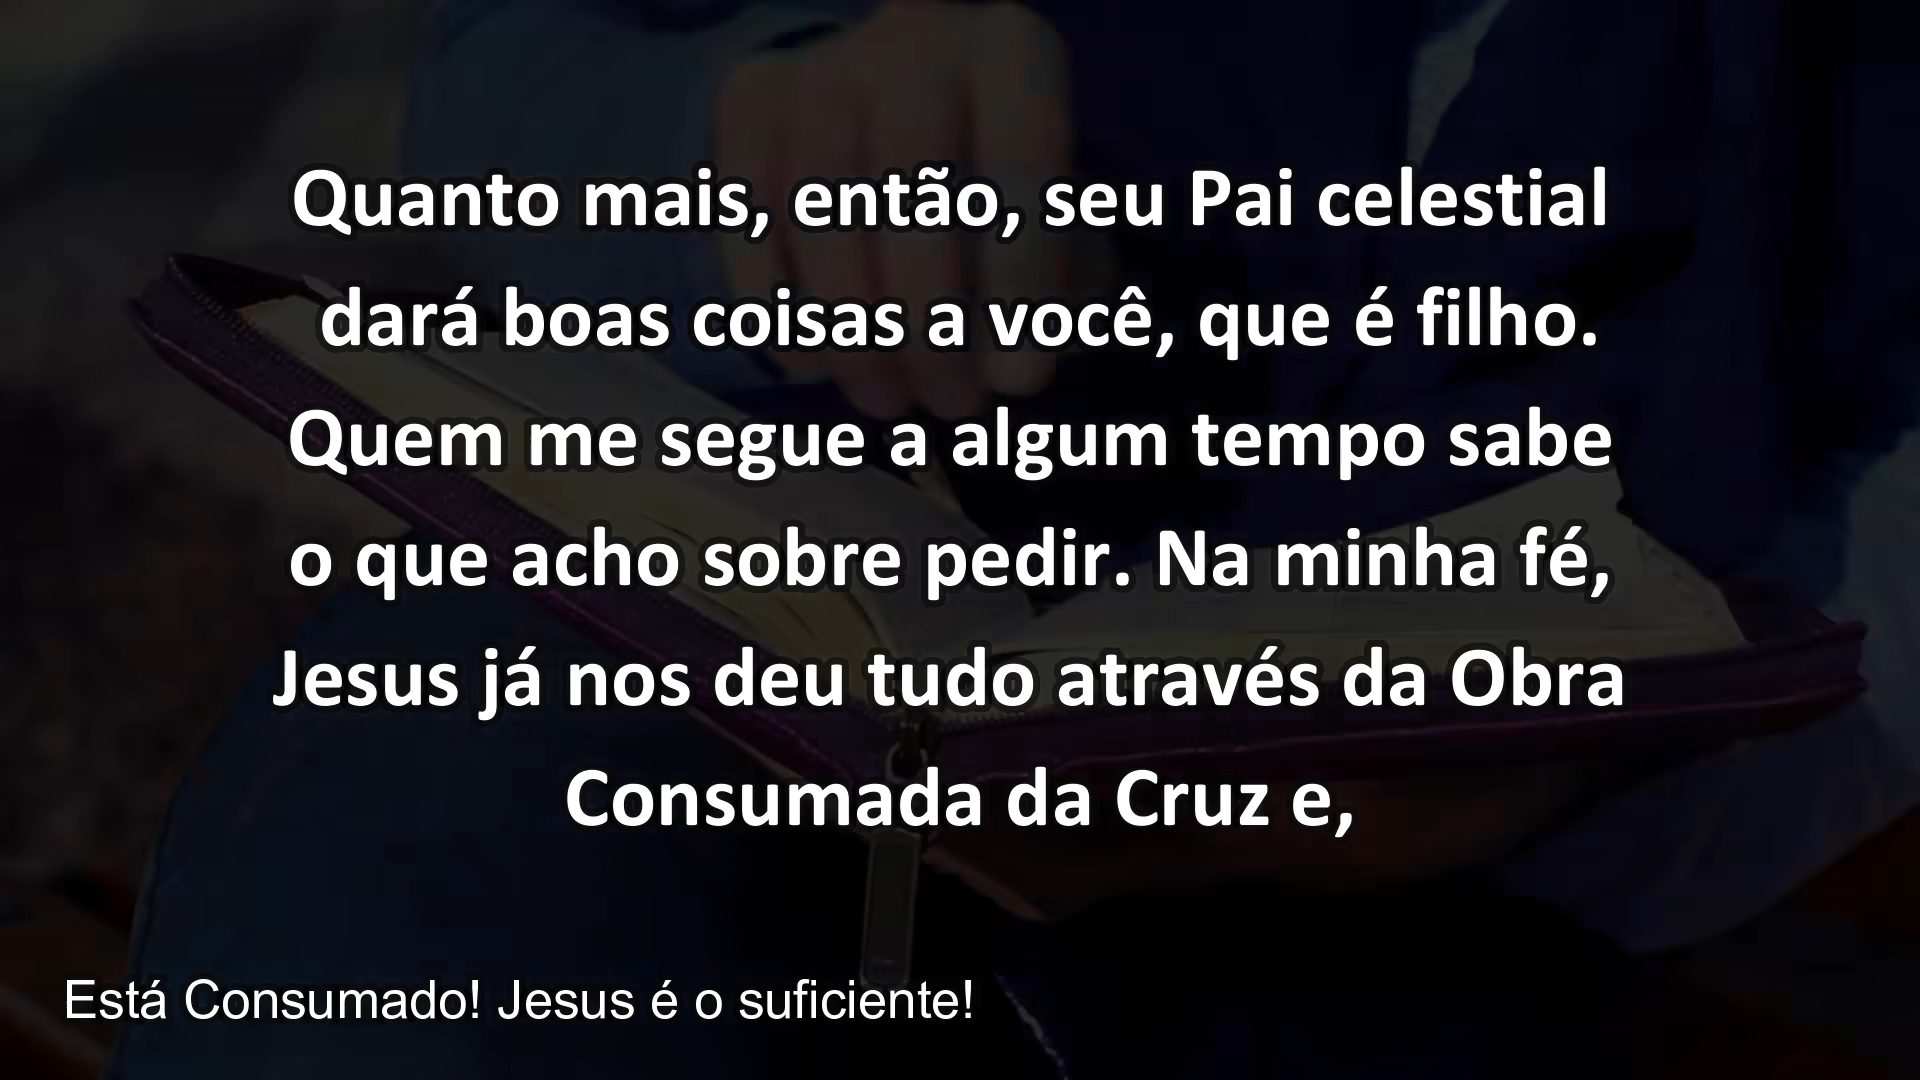 Quanto mais, então, seu Pai celestial
dará boas coisas a você, que é filho.
Quem me segue a algum tempo sabe
o que acho sobre pedir. Na minha fé,
Jesus já nos deu tudo através da Obra
Consumada da Cruz e,
Está Consumado! Jesus é o suficiente!